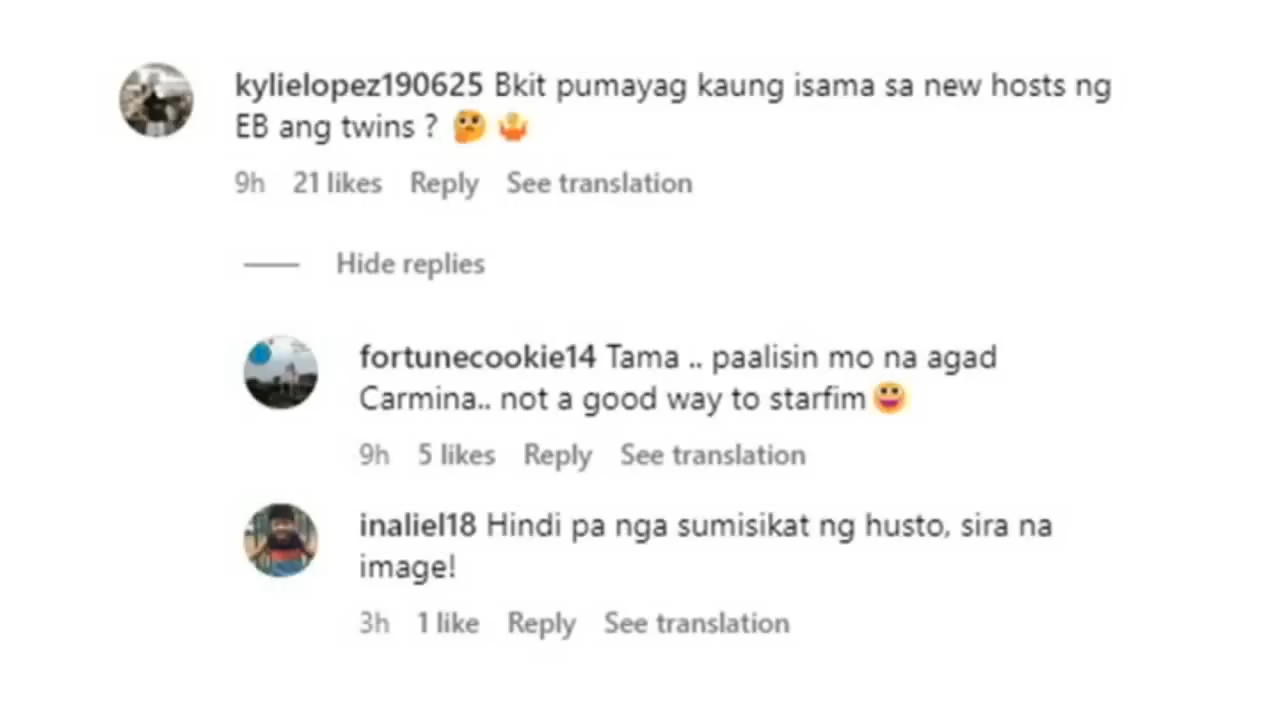 kylielopez190625 Bkit pumayag kaung isama sa new hosts ng
EB ang twins ? 🤔 🤷
9h 21 likes Reply See translation
Hide replies
fortunecookie14 Tama .. paalisin mo na agad
Carmina.. not a good way to starfim😀
9h 5 likes Reply See translation
inaliel18 Hindi pa nga sumisikat ng husto, sira na
image!
3h 1 like Reply See translation